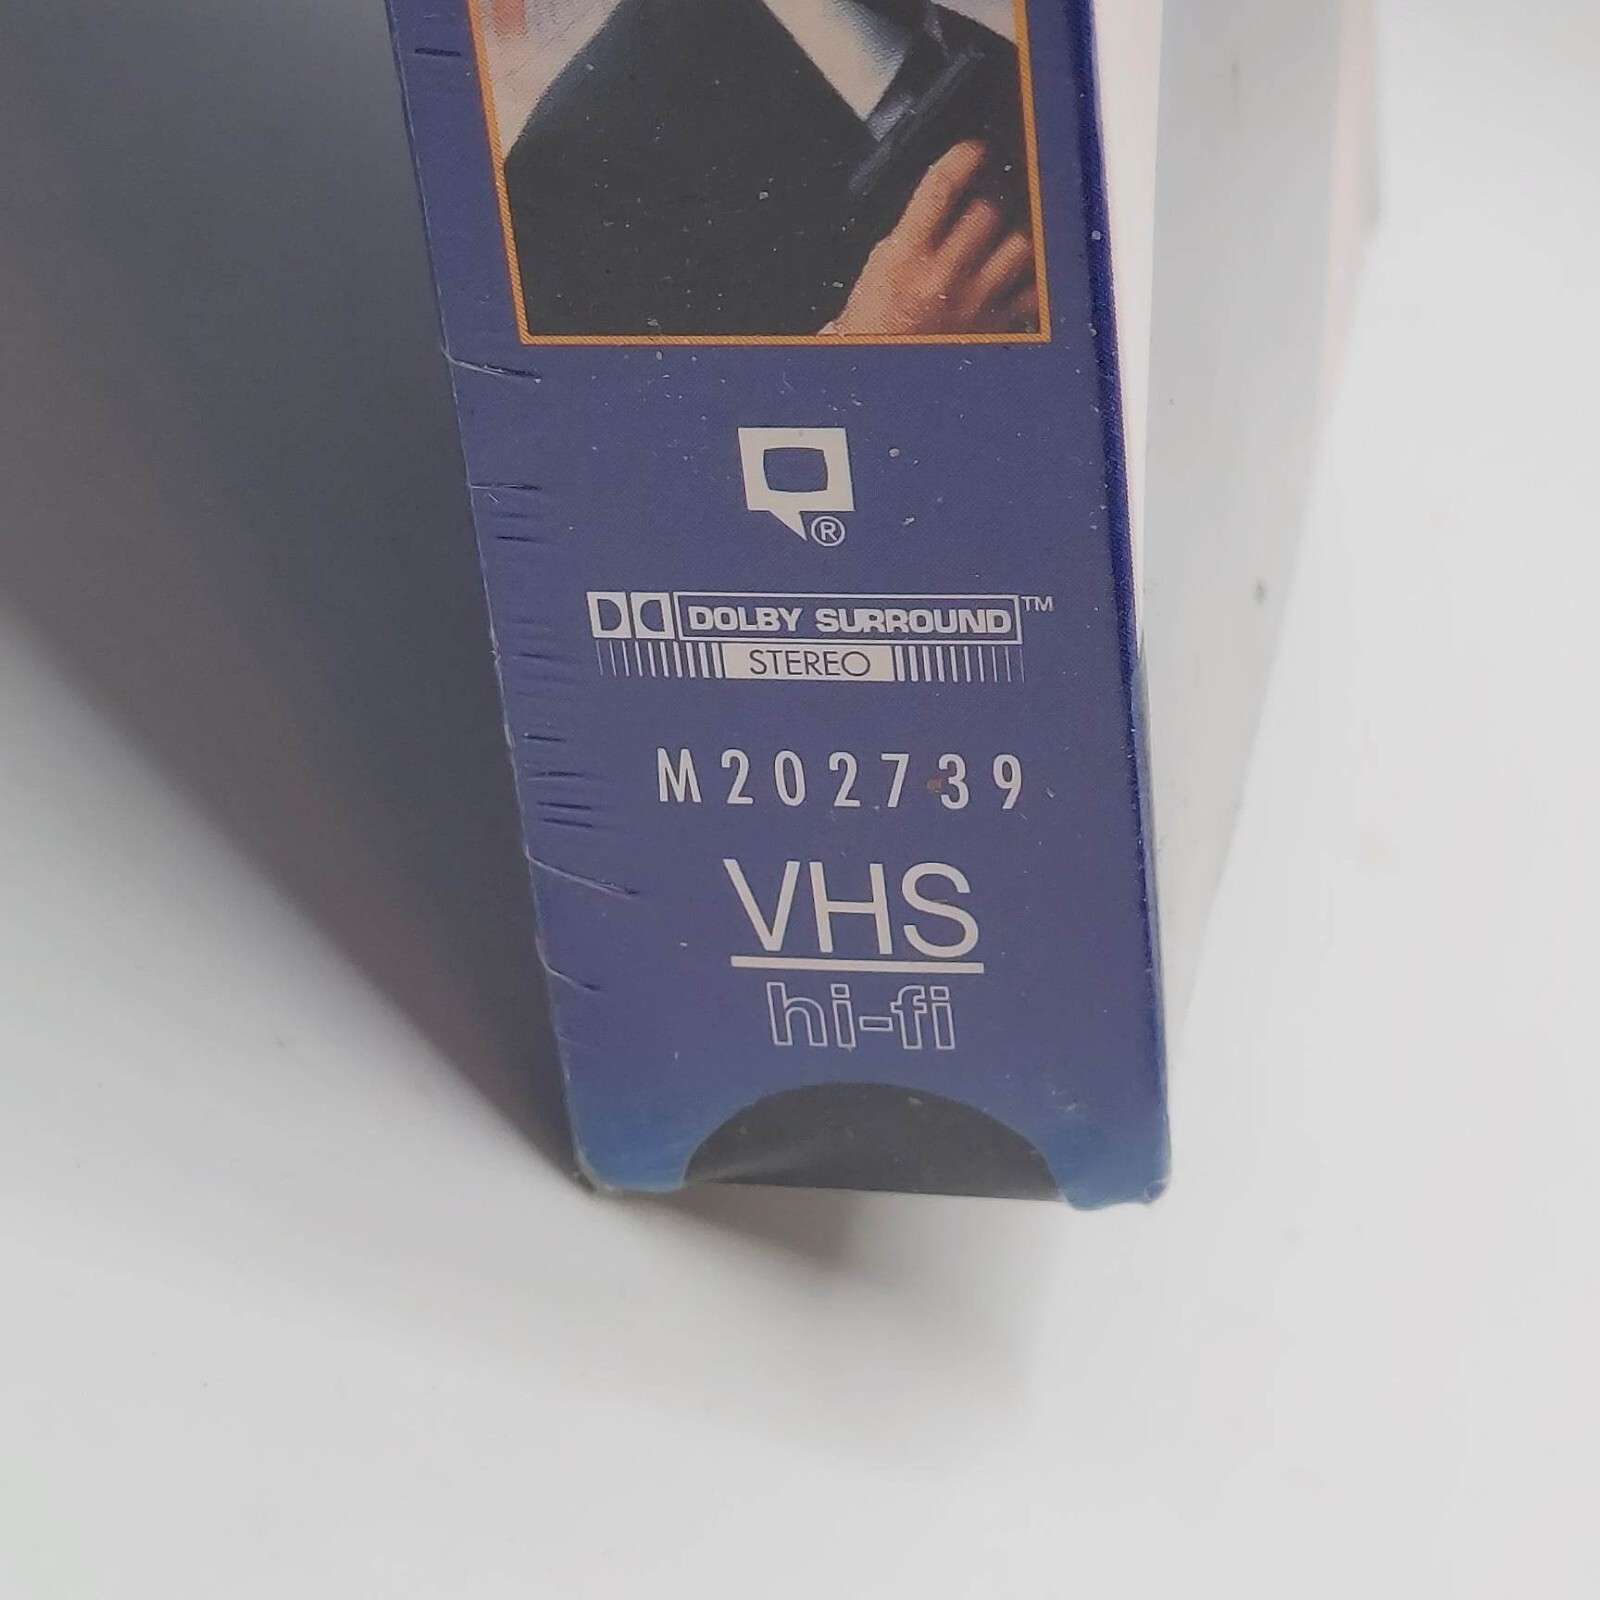 ®
DOLBY SURROUND™
STEREO
M202739
VHS
hi-fi